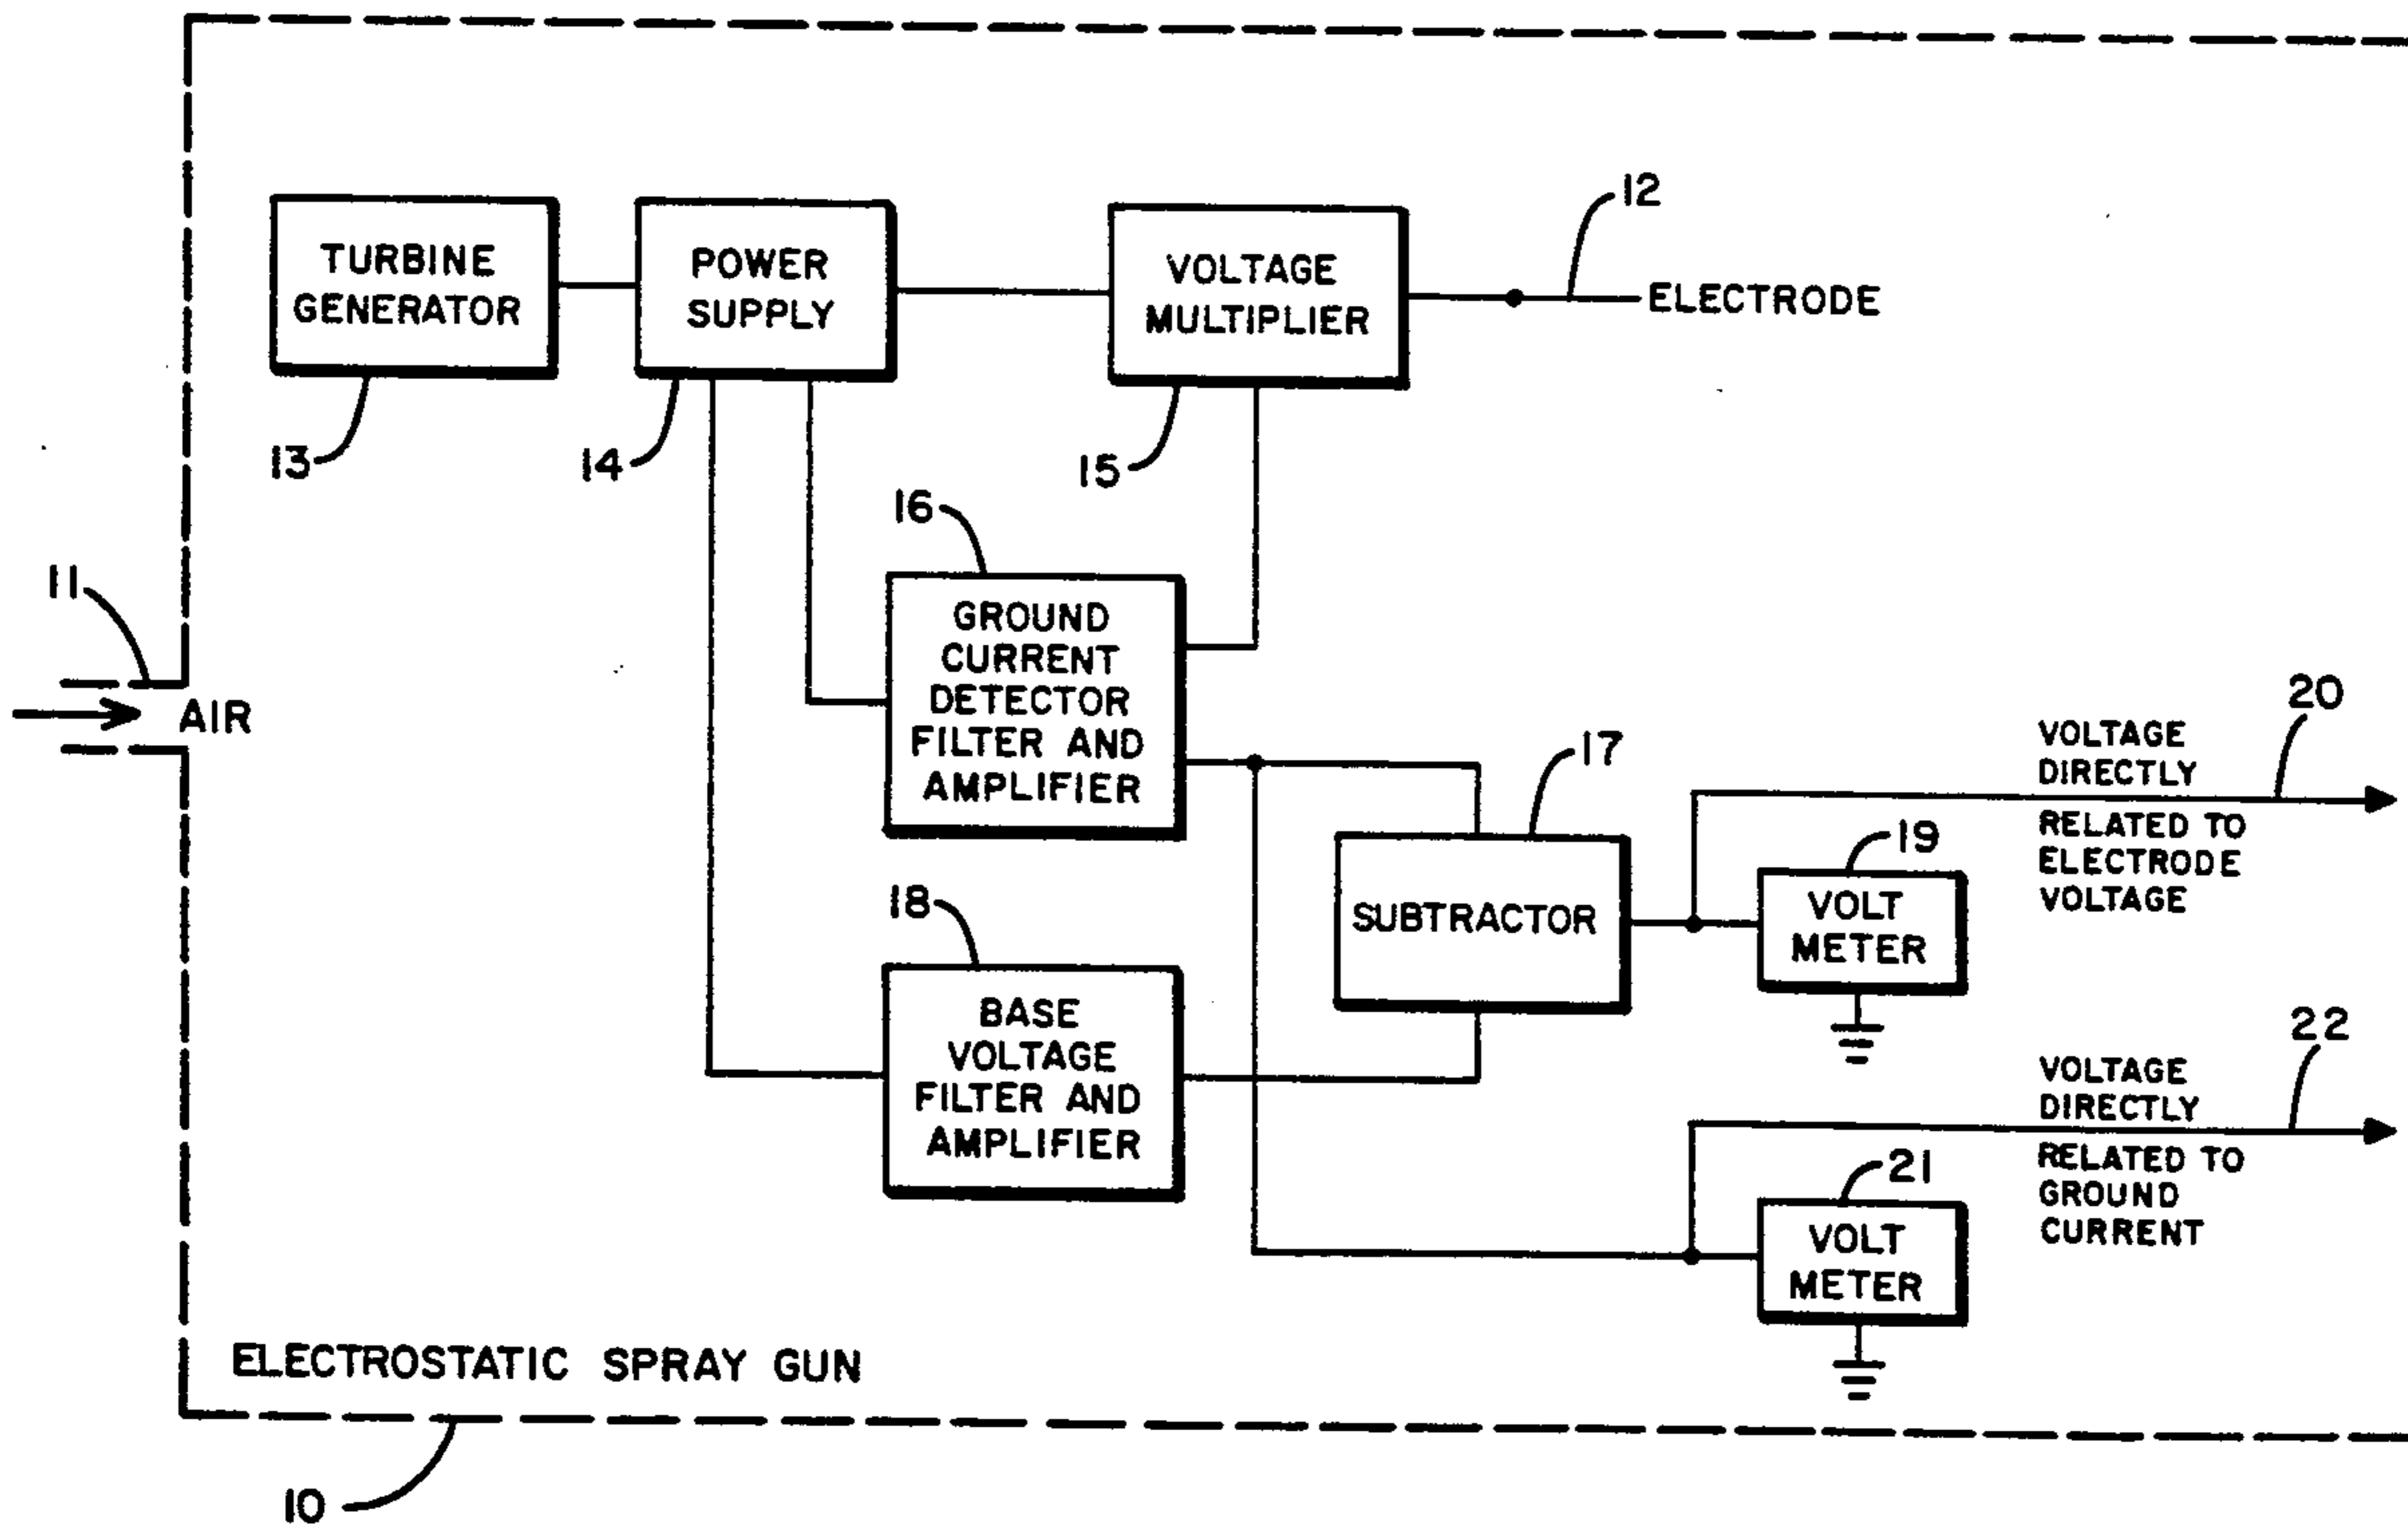 12
TURBINE
GENERATOR
POWER
SUPPLY
VOLTAGE
MULTIPLIER
ELECTRODE
13
14
15
16
11
AIR
GROUND
CURRENT
DETECTOR
FILTER AND
AMPLIFIER
17
20
VOLTAGE
DIRECTLY
RELATED TO
ELECTRODE
VOLTAGE
19
VOLT
METER
SUBTRACTOR
18
BASE
VOLTAGE
FILTER AND
AMPLIFIER
22
VOLTAGE
DIRECTLY
RELATED TO
GROUND
CURRENT
21
VOLT
METER
ELECTROSTATIC SPRAY GUN
10